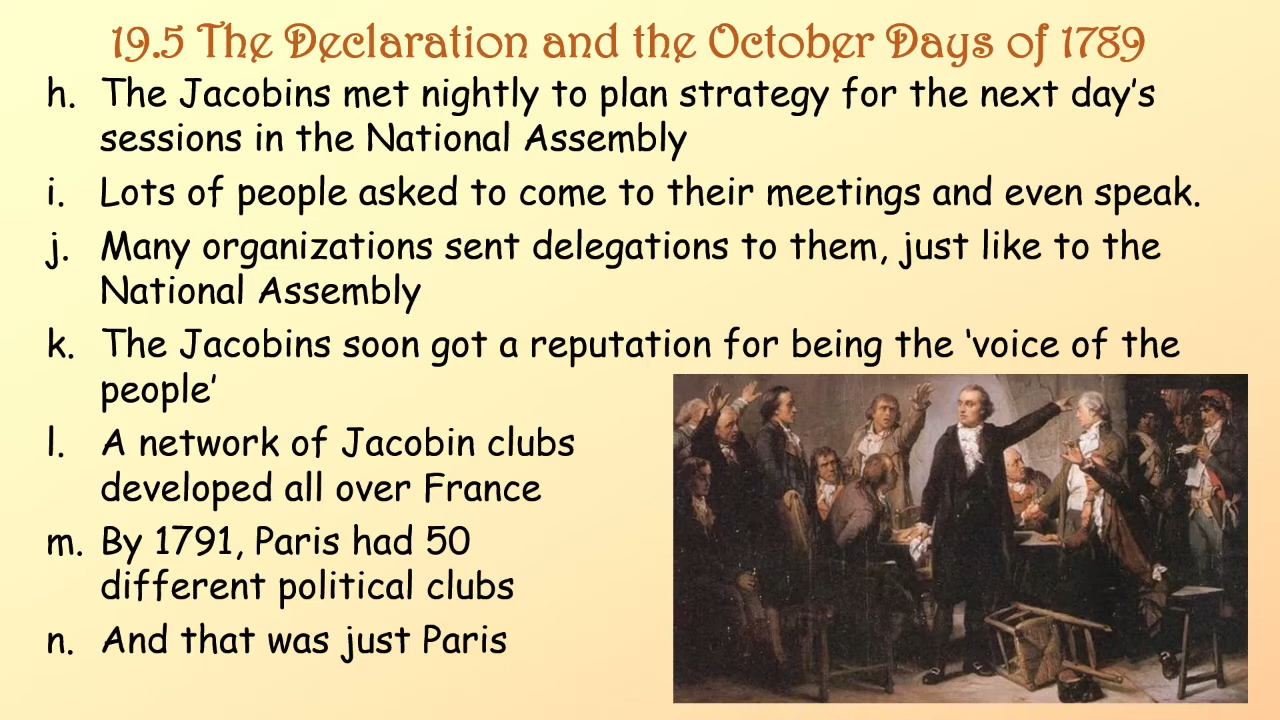 19.5 The Declaration and the October Days of 1789
h. The Jacobins met nightly to plan strategy for the next day’s
sessions in the National Assembly
i. Lots of people asked to come to their meetings and even speak.
j. Many organizations sent delegations to them, just like to the
National Assembly
k. The Jacobins soon got a reputation for being the ‘voice of the
people’
l. A network of Jacobin clubs
developed all over France
m. By 1791, Paris had 50
different political clubs
n. And that was just Paris